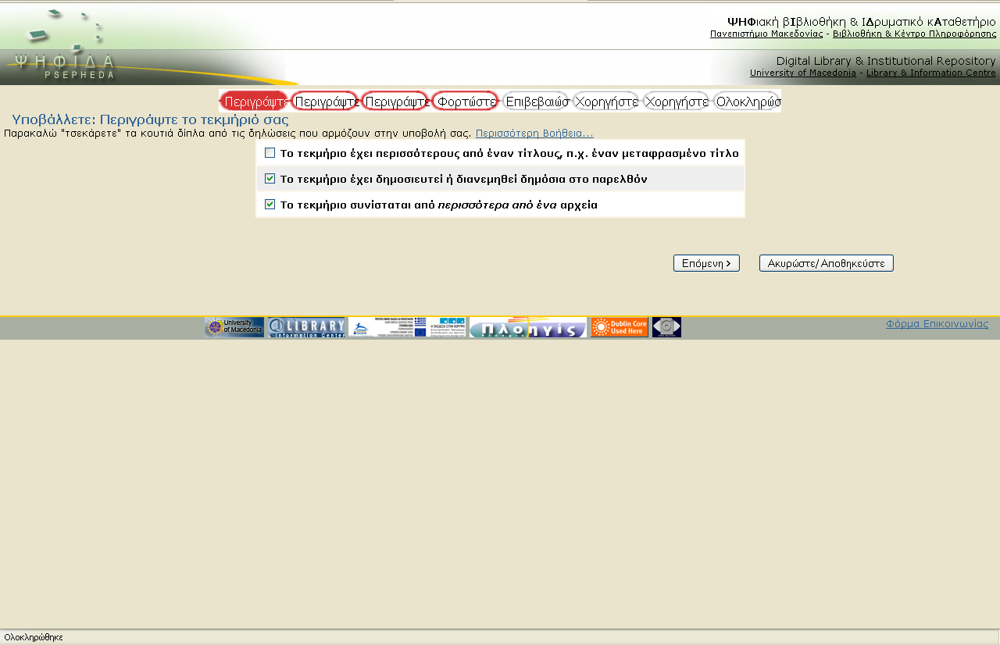 ΨΗΦιακή βΙβλιοθήκη & ΙΔρυματικό κΑταθετήριο
Πανεπιστήμιο Μακεδονίας - Βιβλιοθήκη & Κέντρο Πληροφόρησης
ΨΗΦΙΔΑ
PSEPHEDA
Digital Library & Institutional Repository
University of Macedonia - Library & Information Centre
Περιγράψτε Περιγράψτε Περιγράψτε Φορτώστε Επιβεβαιώσ Χορηγήστε Χορηγήστε Ολοκληρώσ
Υποβάλλετε: Περιγράψτε το τεκμήριό σας
Παρακαλώ "τσεκάρετε" τα κουτιά δίπλα από τις δηλώσεις που αρμόζουν στην υποβολή σας. Περισσότερη Βοήθεια...
Το τεκμήριο έχει περισσότερους από έναν τίτλους, π.χ. έναν μεταφρασμένο τίτλο
Το τεκμήριο έχει δημοσιευτεί ή διανεμηθεί δημόσια στο παρελθόν
Το τεκμήριο συνίσταται από περισσότερα από ένα αρχεία
Επόμενη > Ακυρώστε/Αποθηκεύστε
University of Macedonia
@ LIBRARY
& Information Center
Η ΠΑΙΔΕΙΑ ΣΤΗΝ ΚΟΡΥΦΗ
Πλοηγίς
Dublin Core Used Here
Φόρμα Επικοινωνίας
Ολοκληρώθηκε